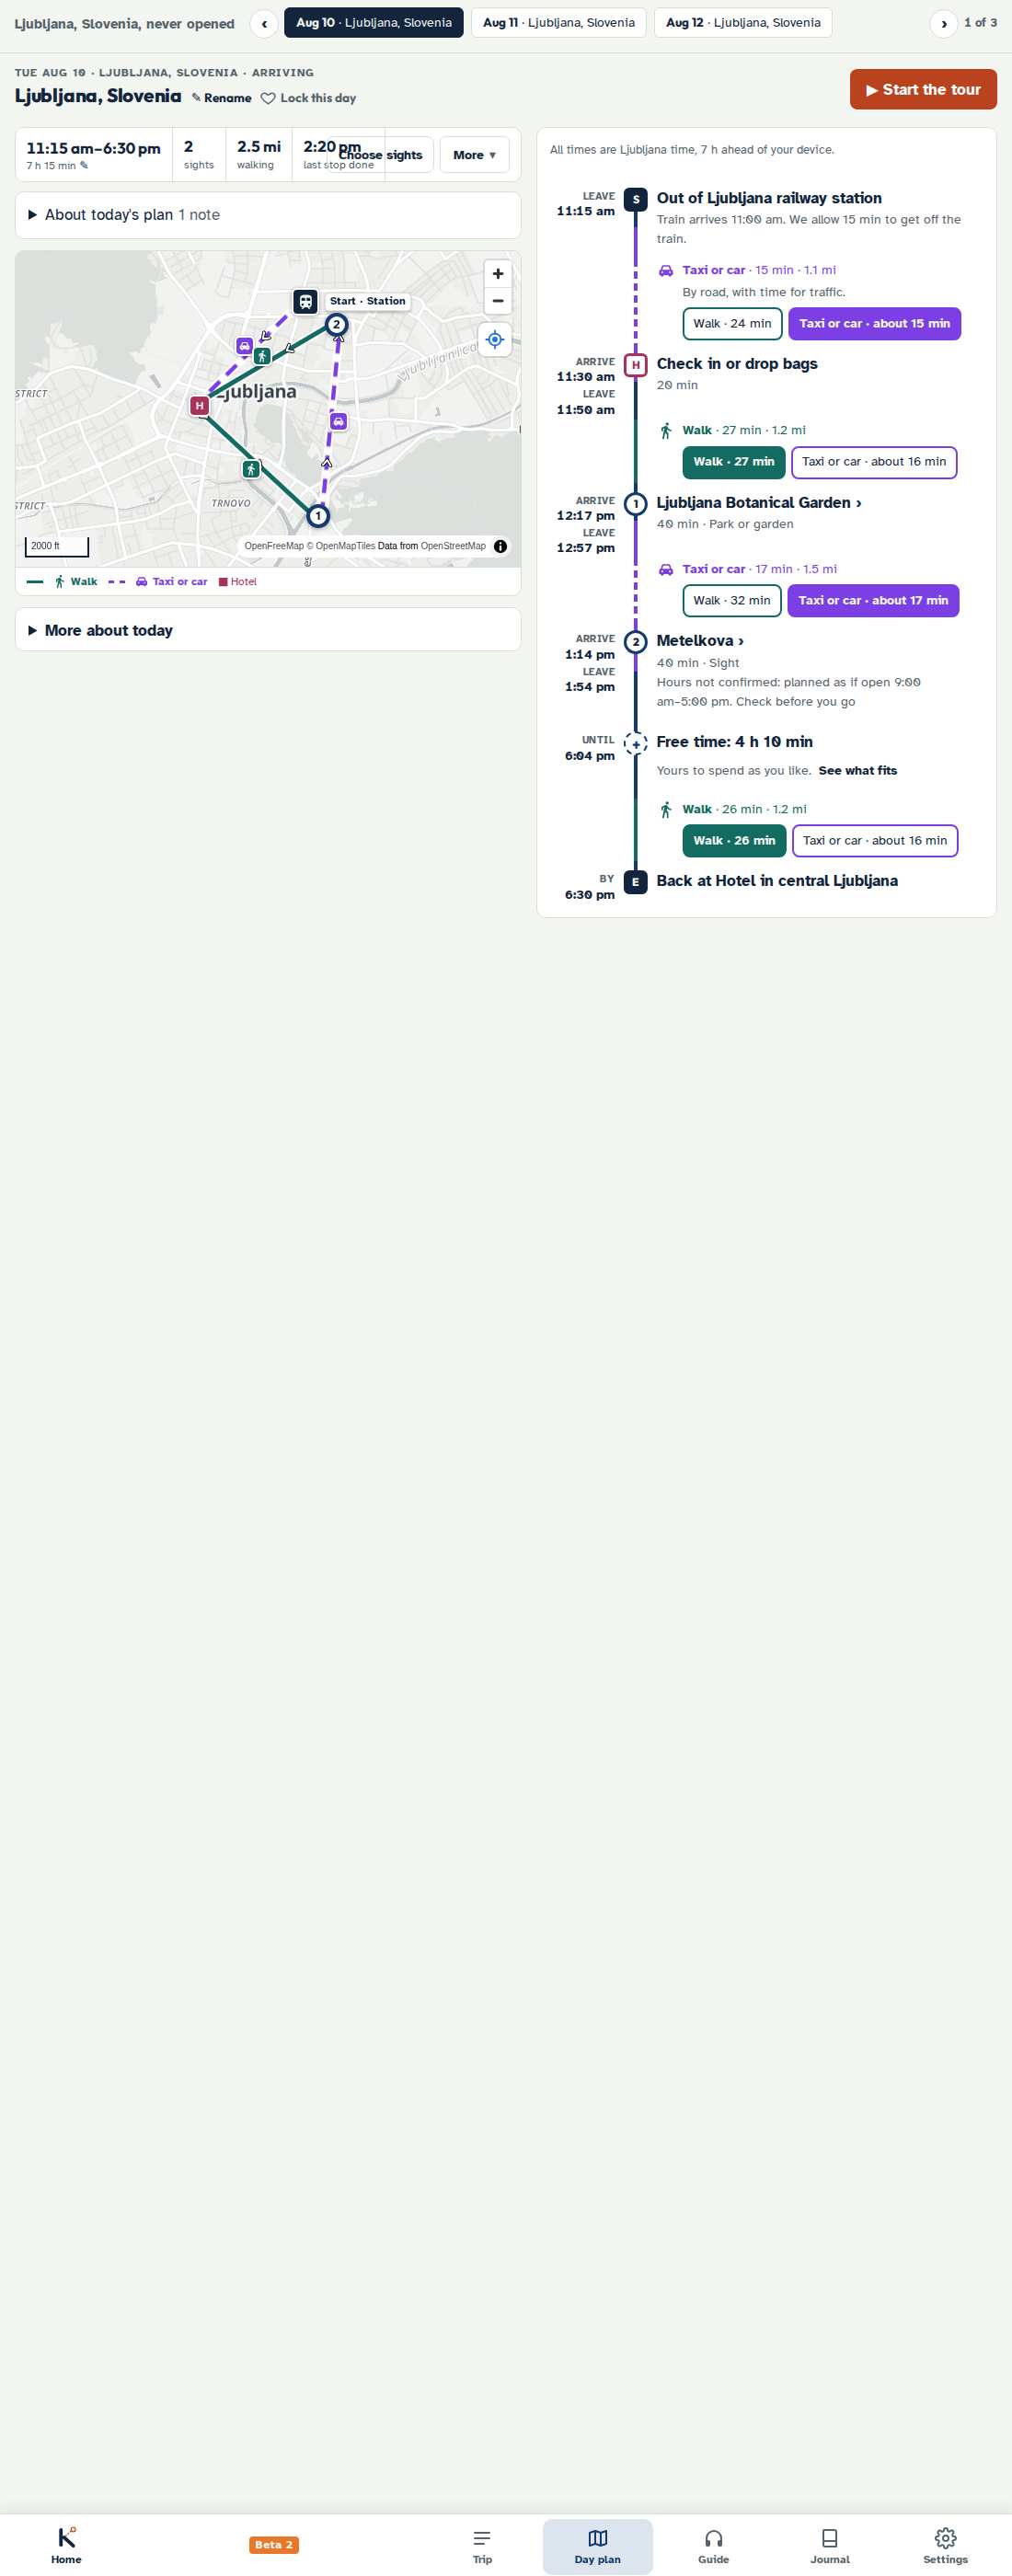 Ljubljana, Slovenia, never opened
‹
Aug 10 · Ljubljana, Slovenia
Aug 11 · Ljubljana, Slovenia
Aug 12 · Ljubljana, Slovenia
›
1 of 3
TUE AUG 10 · LJUBLJANA, SLOVENIA · ARRIVING
Ljubljana, Slovenia ✎ Rename Lock this day
▶ Start the tour
11:15 am–6:30 pm
7 h 15 min ✎
2
sights
2.5 mi
walking
2:20 pm
last stop done
Choose sights
More ▾
▶ About today's plan 1 note
Start · Station
2
Ljubljanica
STRICT
H
Ljubljana
STRICT
TRNOVO
1
2000 ft
OpenFreeMap © OpenMapTiles Data from OpenStreetMap
+
−
Walk
Taxi or car
Hotel
▶ More about today
All times are Ljubljana time, 7 h ahead of your device.
LEAVE
11:15 am
S
Out of Ljubljana railway station
Train arrives 11:00 am. We allow 15 min to get off the
train.
Taxi or car · 15 min · 1.1 mi
By road, with time for traffic.
Walk · 24 min
Taxi or car · about 15 min
ARRIVE
11:30 am
LEAVE
11:50 am
H
Check in or drop bags
20 min
Walk · 27 min · 1.2 mi
Walk · 27 min
Taxi or car · about 16 min
ARRIVE
12:17 pm
LEAVE
12:57 pm
1
Ljubljana Botanical Garden ›
40 min · Park or garden
Taxi or car · 17 min · 1.5 mi
Walk · 32 min
Taxi or car · about 17 min
ARRIVE
1:14 pm
LEAVE
1:54 pm
2
Metelkova ›
40 min · Sight
Hours not confirmed: planned as if open 9:00
am–5:00 pm. Check before you go
UNTIL
6:04 pm
+
Free time: 4 h 10 min
Yours to spend as you like. See what fits
Walk · 26 min · 1.2 mi
Walk · 26 min
Taxi or car · about 16 min
BY
6:30 pm
E
Back at Hotel in central Ljubljana
Home
Beta 2
Trip
Day plan
Guide
Journal
Settings